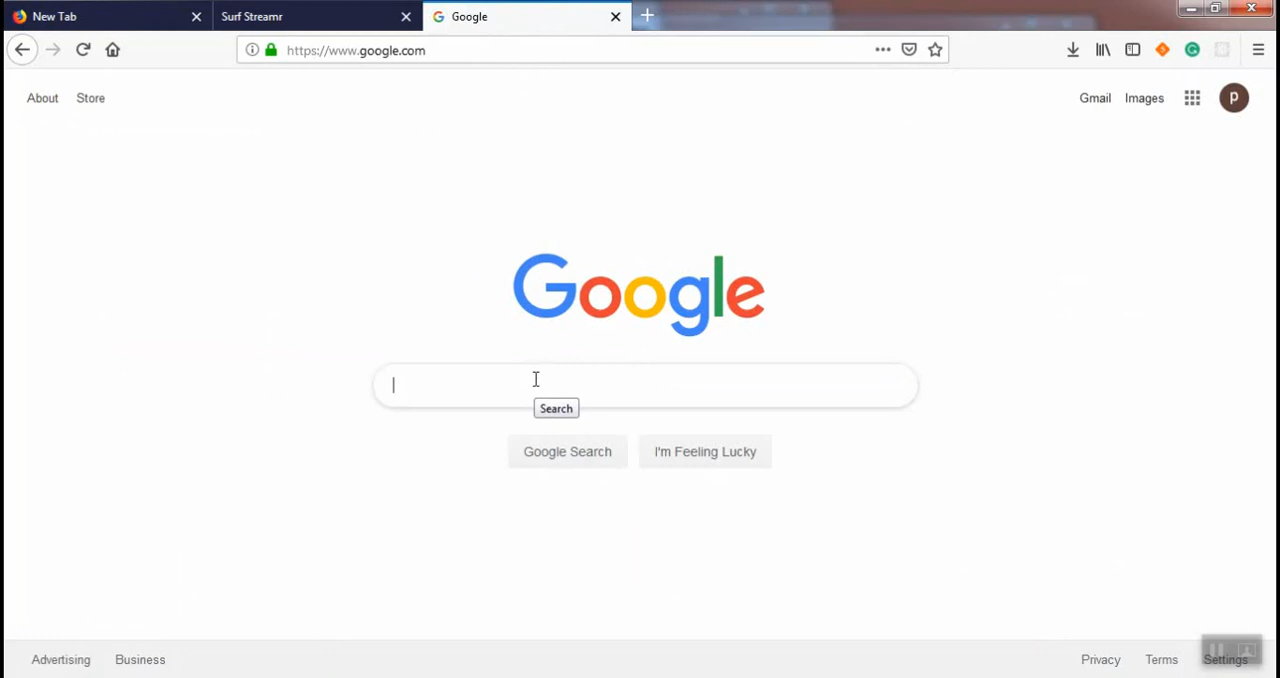 New Tab
Surf Streamr
Google
https://www.google.com
About
Store
Gmail
Images
p
Google
Search
Google Search
I'm Feeling Lucky
Advertising
Business
Privacy
Terms
Settings